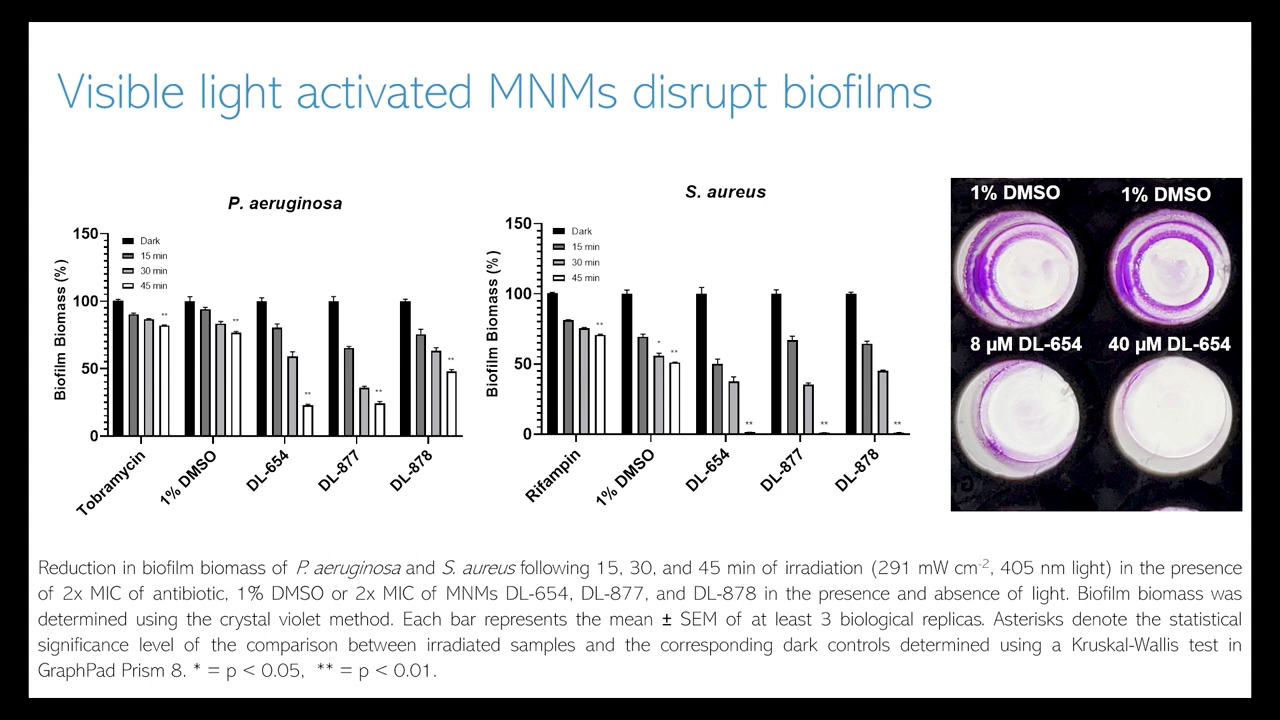 Visible light activated MNMs disrupt biofilms
P. aeruginosa
Biofilm Biomass (%)
150
100
50
0
Dark
15 min
30 min
45 min
**
**
**
**
**
Tobramycin
1% DMSO
DL-654
DL-877
DL-878
S. aureus
Biofilm Biomass (%)
150
100
50
0
Dark
15 min
30 min
45 min
**
*
**
**
**
**
Rifampin
1% DMSO
DL-654
DL-877
DL-878
1% DMSO
1% DMSO
8 µM DL-654
40 µM DL-654
Reduction in biofilm biomass of P. aeruginosa and S. aureus following 15, 30, and 45 min of irradiation (291 mW cm-2, 405 nm light) in the presence
of 2x MIC of antibiotic, 1% DMSO or 2x MIC of MNMs DL-654, DL-877, and DL-878 in the presence and absence of light. Biofilm biomass was
determined using the crystal violet method. Each bar represents the mean ± SEM of at least 3 biological replicas. Asterisks denote the statistical
significance level of the comparison between irradiated samples and the corresponding dark controls determined using a Kruskal-Wallis test in
GraphPad Prism 8. * = p < 0.05, ** = p < 0.01.